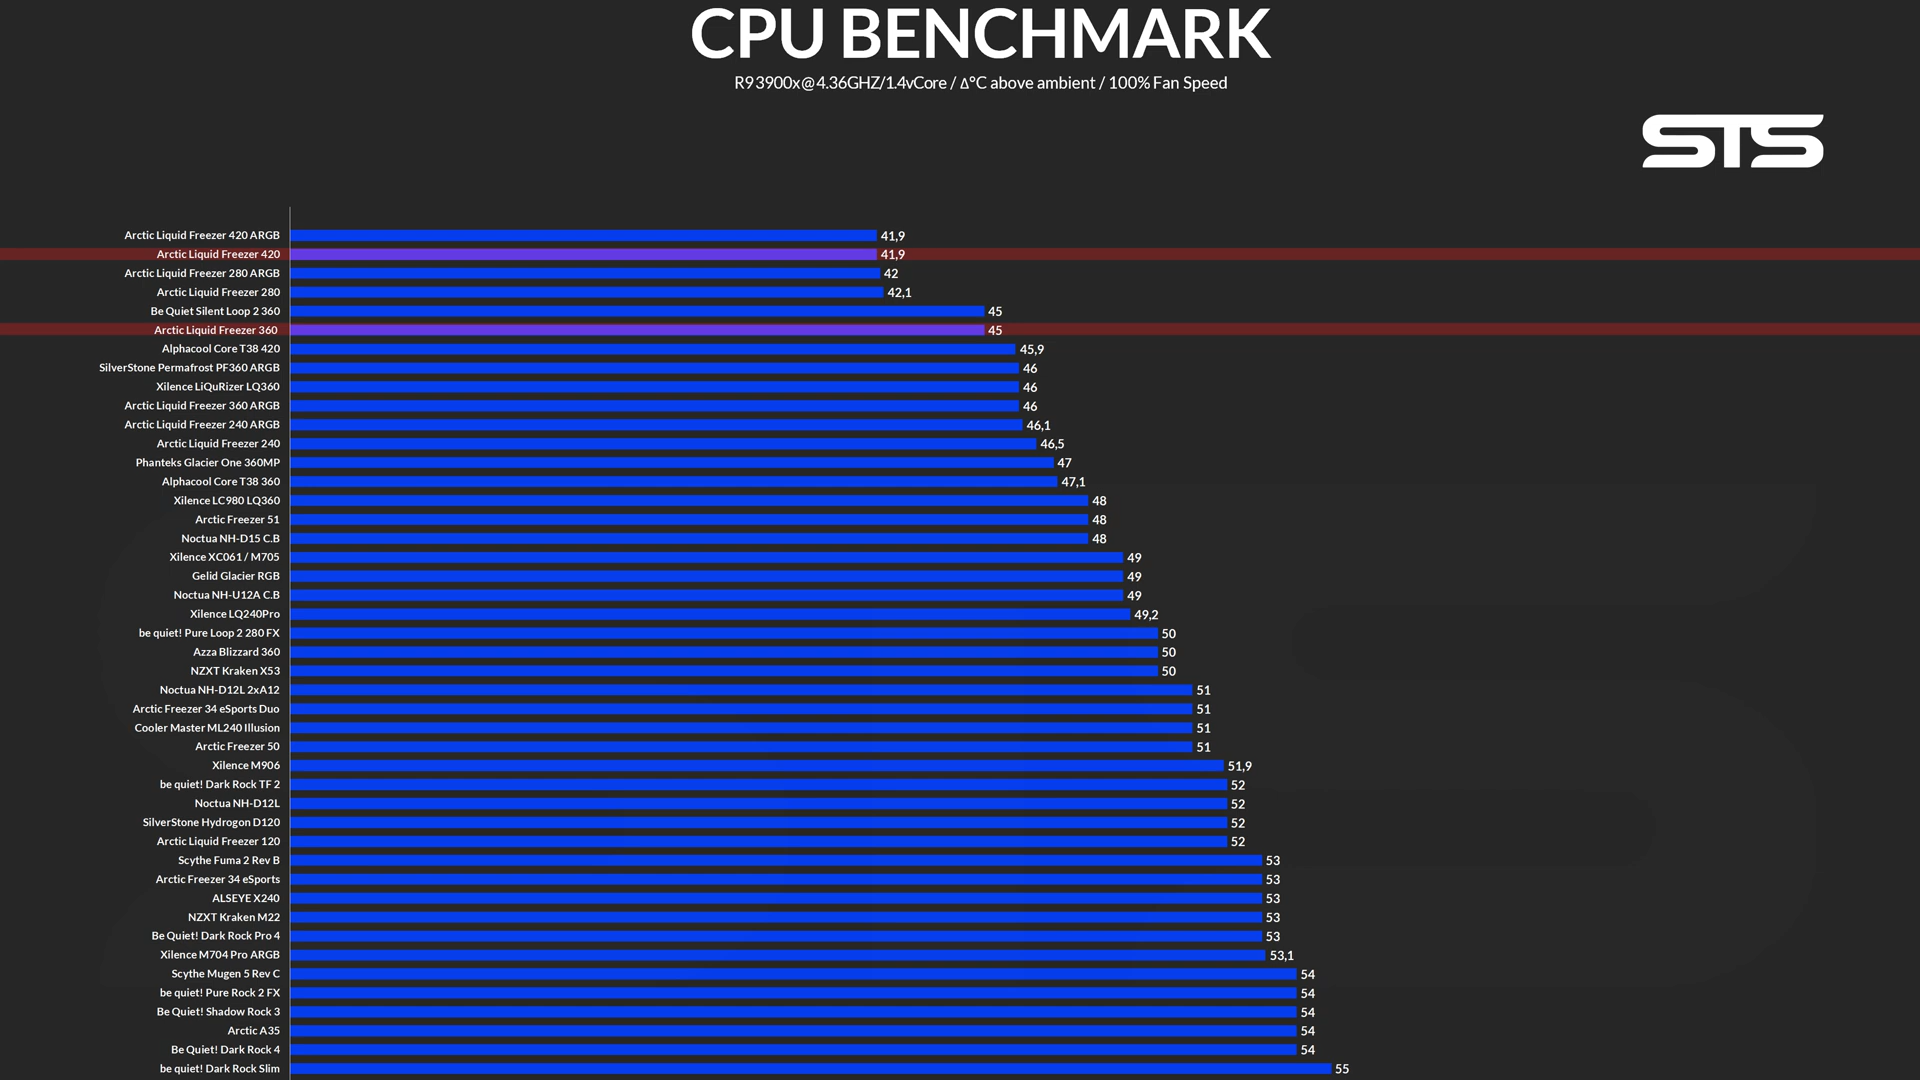 CPU BENCHMARK
R9 3900x@4.36GHZ/1.4vCore / Δ°C above ambient / 100% Fan Speed
STS
Arctic Liquid Freezer 420 ARGB 41,9
Arctic Liquid Freezer 420 41,9
Arctic Liquid Freezer 280 ARGB 42
Arctic Liquid Freezer 280 42,1
Be Quiet Silent Loop 2 360 45
Arctic Liquid Freezer 360 45
Alphacool Core T38 420 45,9
SilverStone Permafrost PF360 ARGB 46
Xilence LiQuRizer LQ360 46
Arctic Liquid Freezer 360 ARGB 46
Arctic Liquid Freezer 240 ARGB 46,1
Arctic Liquid Freezer 240 46,5
Phanteks Glacier One 360MP 47
Alphacool Core T38 360 47,1
Xilence LC980 LQ360 48
Arctic Freezer 51 48
Noctua NH-D15 C.B 48
Xilence XC061 / M705 49
Gelid Glacier RGB 49
Noctua NH-U12A C.B 49
Xilence LQ240Pro 49,2
be quiet! Pure Loop 2 280 FX 50
Azza Blizzard 360 50
NZXT Kraken X53 50
Noctua NH-D12L 2xA12 51
Arctic Freezer 34 eSports Duo 51
Cooler Master ML240 Illusion 51
Arctic Freezer 50 51
Xilence M906 51,9
be quiet! Dark Rock TF 2 52
Noctua NH-D12L 52
SilverStone Hydrogon D120 52
Arctic Liquid Freezer 120 52
Scythe Fuma 2 Rev B 53
Arctic Freezer 34 eSports 53
ALSEYE X240 53
NZXT Kraken M22 53
Be Quiet! Dark Rock Pro 4 53
Xilence M704 Pro ARGB 53,1
Scythe Mugen 5 Rev C 54
be quiet! Pure Rock 2 FX 54
Be Quiet! Shadow Rock 3 54
Arctic A35 54
Be Quiet! Dark Rock 4 54
be quiet! Dark Rock Slim 55